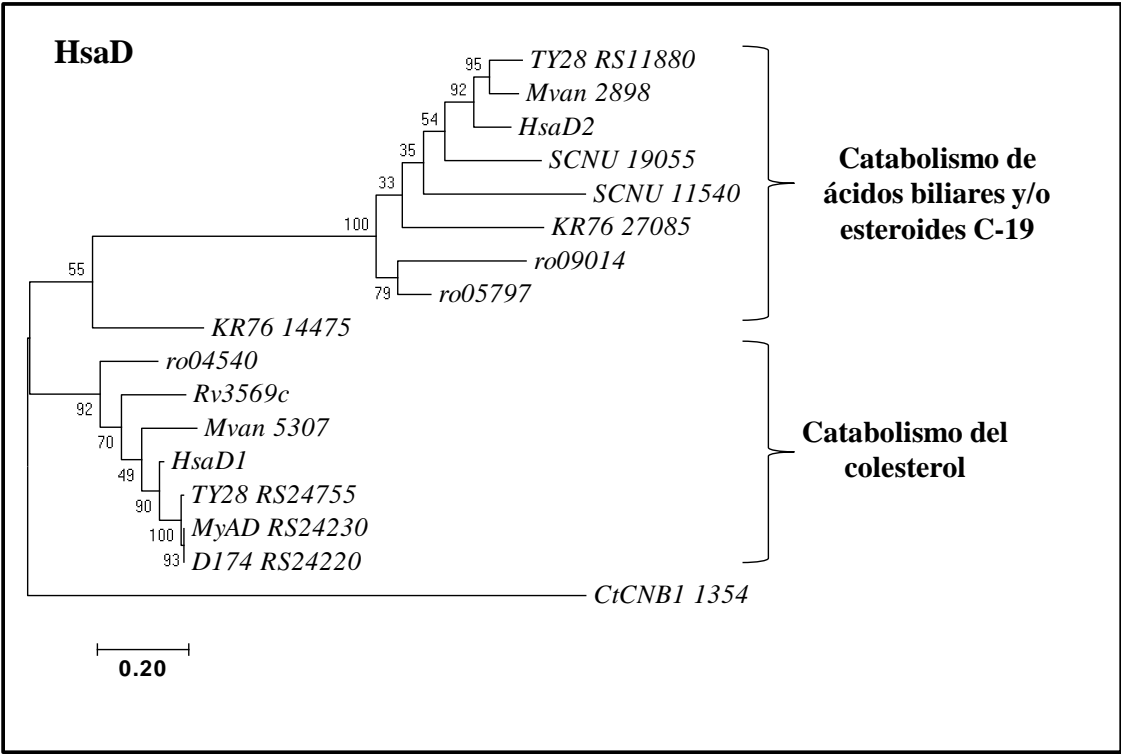 HsaD
95
TY28 RS11880
Mvan 2898
92
HsaD2
54
SCNU 19055
35
SCNU 11540
33
KR76 27085
100
ro09014
79
ro05797
55
KR76 14475
Catabolismo de
ácidos biliares y/o
esteroides C-19
ro04540
92
Rv3569c
70
Mvan 5307
49
HsaD1
90
TY28 RS24755
100
MyAD RS24230
93
D174 RS24220
Catabolismo del
colesterol
CtCNB1 1354
0.20